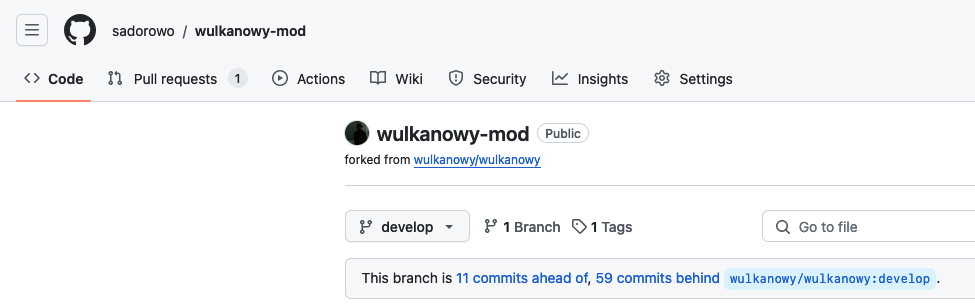 sadorowo / wulkanowy-mod
Code Pull requests 1 Actions Wiki Security Insights Settings
wulkanowy-mod Public
forked from wulkanowy/wulkanowy
develop 1 Branch 1 Tags Go to file
This branch is 11 commits ahead of, 59 commits behind wulkanowy/wulkanowy:develop.